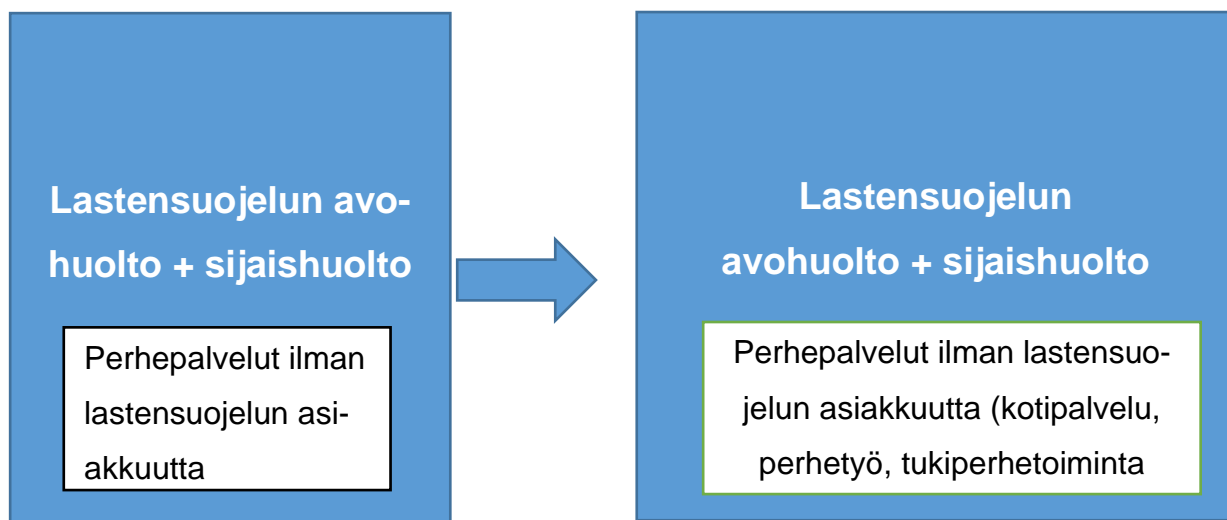 Lastensuojelun avo-
huolto + sijaishuolto
Perhepalvelut ilman
lastensuojelun asi-
akkuutta
Lastensuojelun
avohuolto + sijaishuolto
Perhepalvelut ilman lastensuo-
jelun asiakkuutta (kotipalvelu,
perhetyö, tukiperhetoiminta